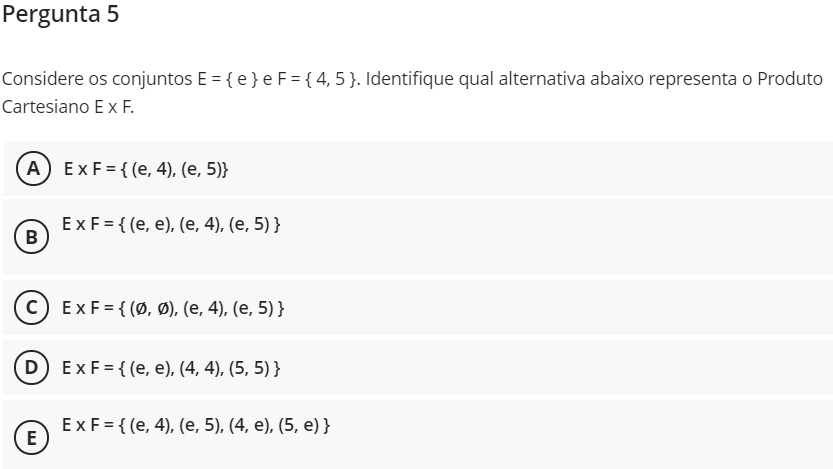 Pergunta 5
Considere os conjuntos E = { e } e F = { 4, 5 }. Identifique qual alternativa abaixo representa o Produto
Cartesiano E x F.
A E x F = { (e, 4), (e, 5)}
B E x F = { (e, e), (e, 4), (e, 5) }
C E x F = { (Ø, Ø), (e, 4), (e, 5) }
D E x F = { (e, e), (4, 4), (5, 5) }
E E x F = { (e, 4), (e, 5), (4, e), (5, e) }